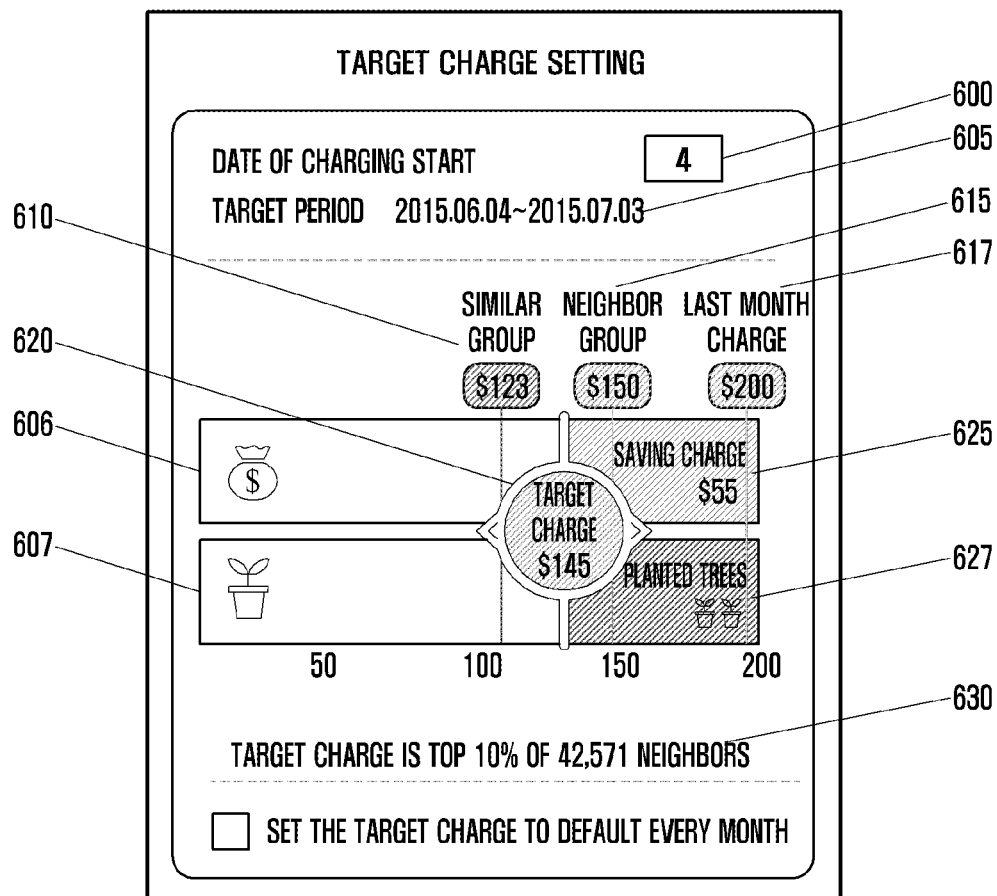 TARGET CHARGE SETTING
600
DATE OF CHARGING START 4
605
TARGET PERIOD 2015.06.04~2015.07.03
610
615
617
SIMILAR GROUP
NEIGHBOR GROUP
LAST MONTH CHARGE
620
$123 $150 $200
606
625
$
SAVING CHARGE
$55
TARGET
CHARGE
$145
607
627
PLANTED TREES
50 100 150 200
630
TARGET CHARGE IS TOP 10% OF 42,571 NEIGHBORS
SET THE TARGET CHARGE TO DEFAULT EVERY MONTH